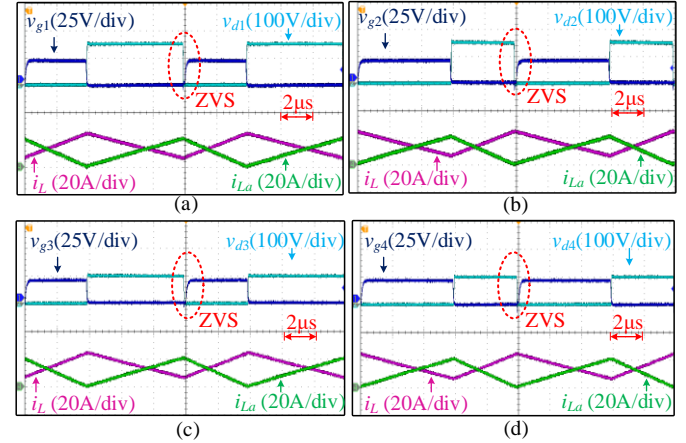 vg1(25V/div) vd1(100V/div)
ZVS
2μs
iL (20A/div) iLa (20A/div)
(a)
vg2(25V/div) vd2(100V/div)
ZVS
2μs
iL (20A/div) iLa (20A/div)
(b)
vg3(25V/div) vd3(100V/div)
ZVS
2μs
iL (20A/div) iLa (20A/div)
(c)
vg4(25V/div) vd4(100V/div)
ZVS
2μs
iL (20A/div) iLa (20A/div)
(d)